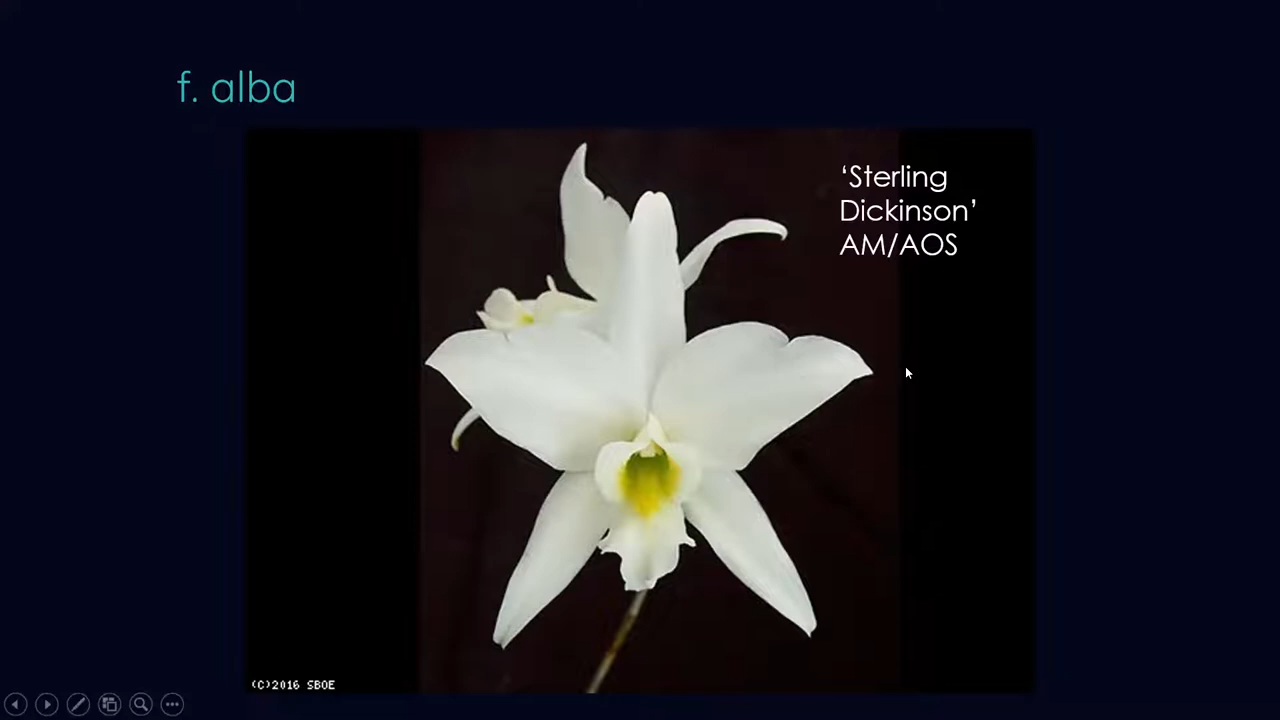 f. alba
‘Sterling
Dickinson’
AM/AOS
(C)2016 SBOE